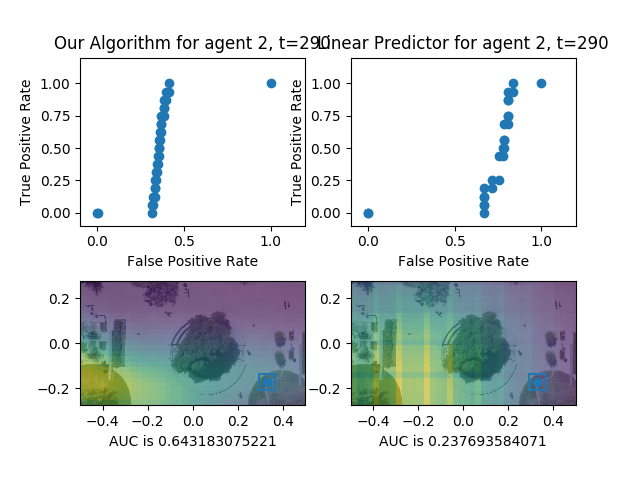 Our Algorithm for agent 2, t=290
Linear Predictor for agent 2, t=290
True Positive Rate
1.00
0.75
0.50
0.25
0.00
0.0 0.5 1.0
False Positive Rate
True Positive Rate
1.00
0.75
0.50
0.25
0.00
0.0 0.5 1.0
False Positive Rate
0.2
0.0
−0.2
−0.4 −0.2 0.0 0.2 0.4
AUC is 0.643183075221
0.2
0.0
−0.2
−0.4 −0.2 0.0 0.2 0.4
AUC is 0.237693584071